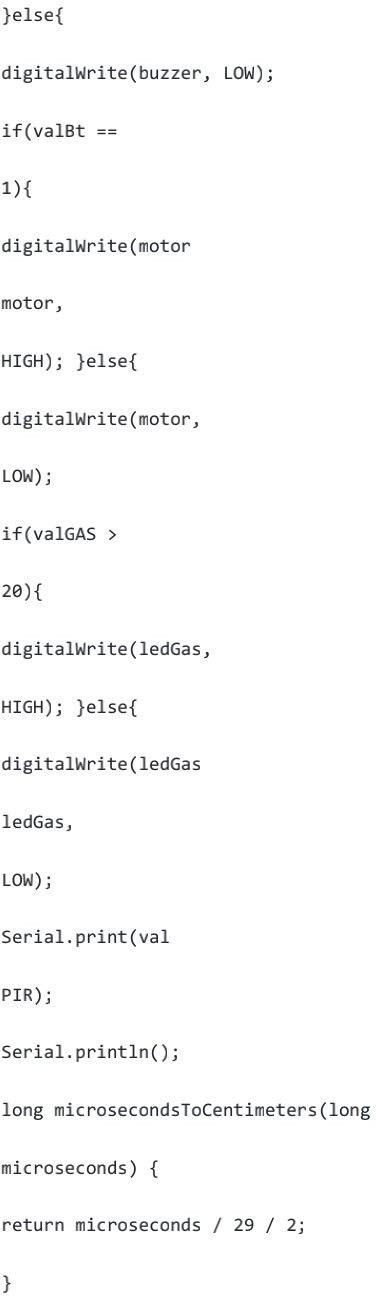 }else{
digitalWrite(buzzer, LOW);
if(valBt ==
1){
digitalWrite(motor
motor,
HIGH); }else{
digitalWrite(motor,
LOW);
if(valGAS >
20){
digitalWrite(ledGas,
HIGH); }else{
digitalWrite(ledGas
ledGas,
LOW);
Serial.print(val
PIR);
Serial.println();
long microsecondsToCentimeters(long
microseconds) {
return microseconds / 29 / 2;
}